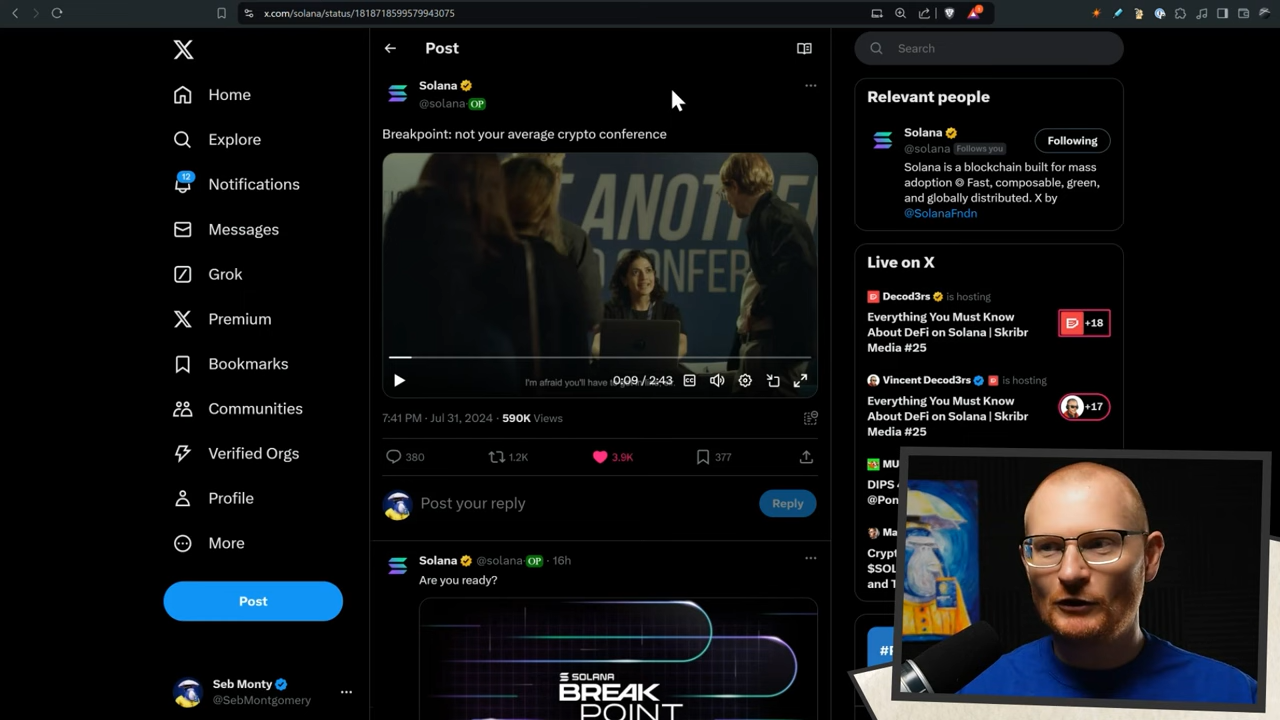 x.com/solana/status/1818718599579943075
Post
Search
Home
Explore
12
Notifications
Messages
Grok
Premium
Bookmarks
Communities
Verified Orgs
Profile
More
Post
Seb Monty
@SebMontgomery
Solana
@solana OP
Breakpoint: not your average crypto conference
ANOTHE
CONFER
I'm afraid you'll have
0:09 / 2:43
7:41 PM · Jul 31, 2024 · 590K Views
380
1.2K
3.9K
377
Post your reply
Reply
Solana @solana OP · 16h
Are you ready?
SOLANA
BREAK
POINT
Relevant people
Solana
@solana Follows you
Following
Solana is a blockchain built for mass
adoption ◎ Fast, composable, green,
and globally distributed. X by
@SolanaFndn
Live on X
Decod3rs is hosting
Everything You Must Know
About DeFi on Solana | Skribr
Media #25
+18
Vincent Decod3rs is hosting
Everything You Must Know
About DeFi on Solana | Skribr
Media #25
+17
MU
DIPS
@Pon
Ma
Crypt
$SOL
and T